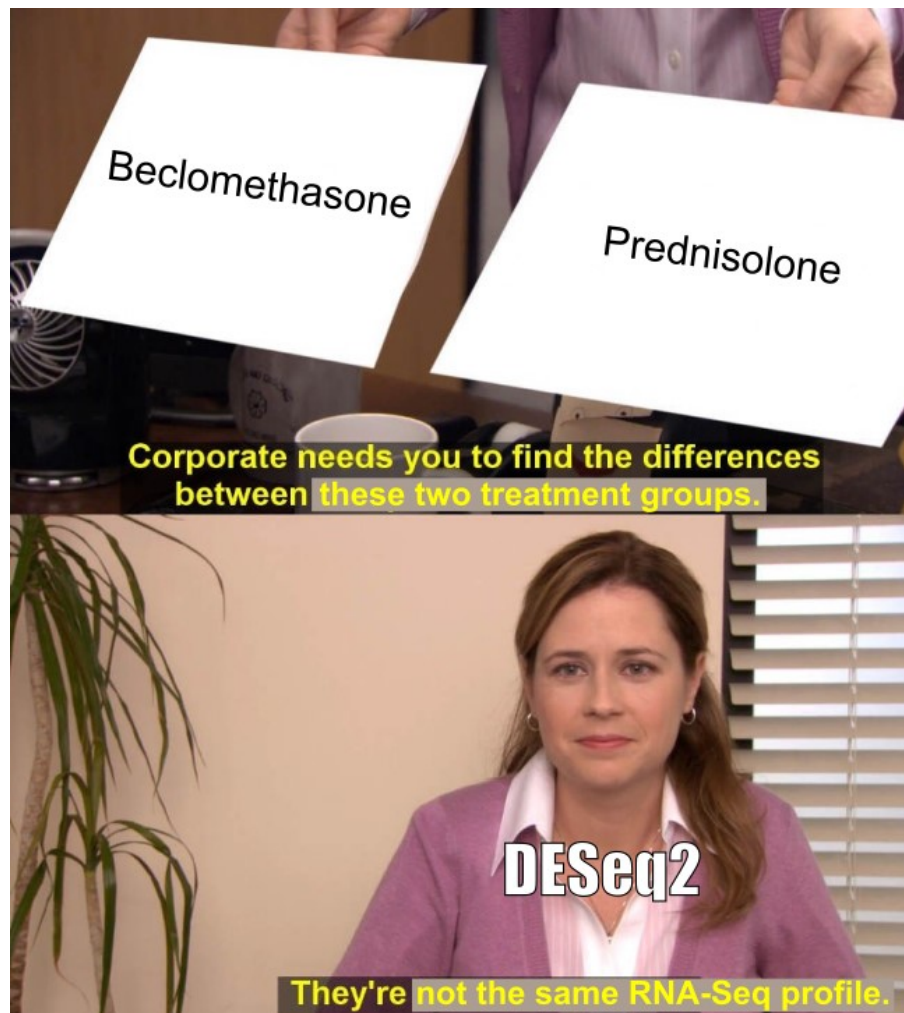 Beclomethasone
Prednisolone
Corporate needs you to find the differences
between these two treatment groups.
DESeq2
They're not the same RNA-Seq profile.